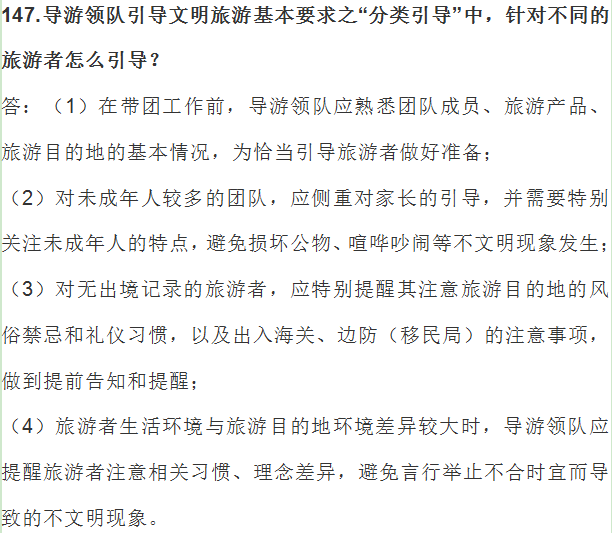 147.导游领队引导文明旅游基本要求之“分类引导”中，针对不同的
旅游者怎么引导？
答：（1）在带团工作前，导游领队应熟悉团队成员、旅游产品、
旅游目的地的基本情况，为恰当引导旅游者做好准备；
（2）对未成年人较多的团队，应侧重对家长的引导，并需要特别
关注未成年人的特点，避免损坏公物、喧哗吵闹等不文明现象发生；
（3）对无出境记录的旅游者，应特别提醒其注意旅游目的地的风
俗禁忌和礼仪习惯，以及出入海关、边防（移民局）的注意事项，
做到提前告知和提醒；
（4）旅游者生活环境与旅游目的地环境差异较大时，导游领队应
提醒旅游者注意相关习惯、理念差异，避免言行举止不合时宜而导
致的不文明现象。